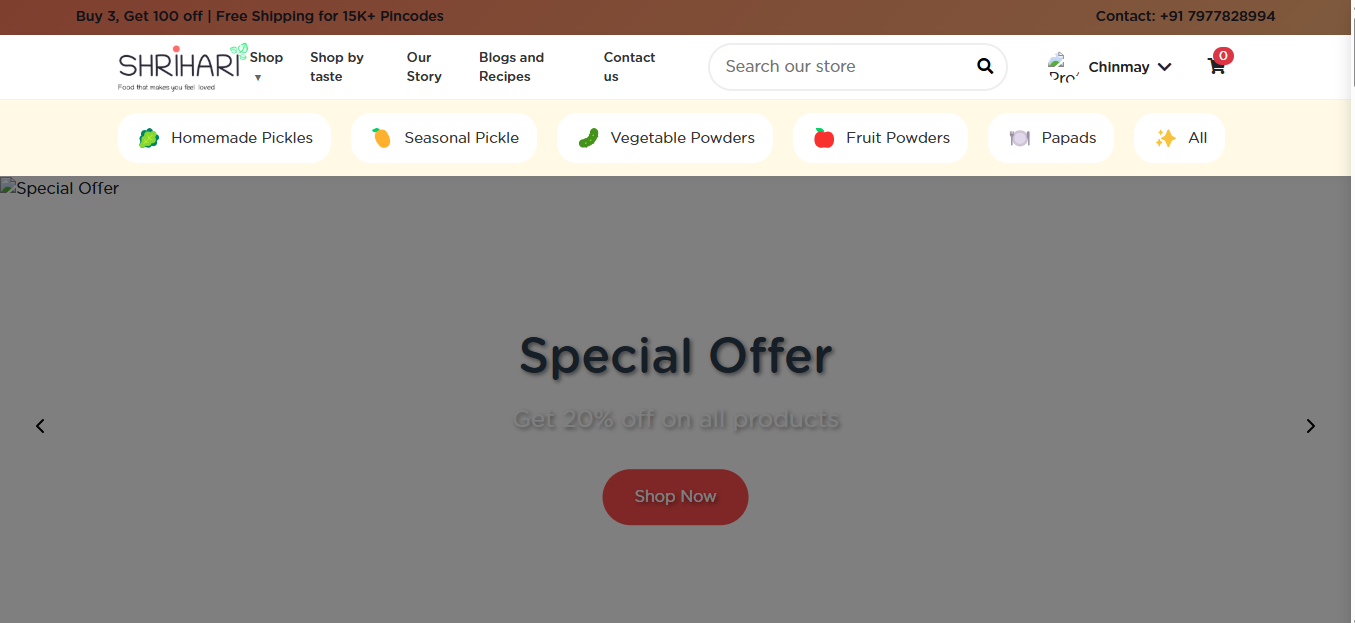 Buy 3, Get 100 off | Free Shipping for 15K+ Pincodes
Contact: +91 7977828994
SHRIHARI
Food that makes you feel loved
Shop ▼
Shop by
taste
Our
Story
Blogs and
Recipes
Contact
us
Search our store
Chinmay
0
Homemade Pickles
Seasonal Pickle
Vegetable Powders
Fruit Powders
Papads
All
Special Offer
Special Offer
Get 20% off on all products
Shop Now